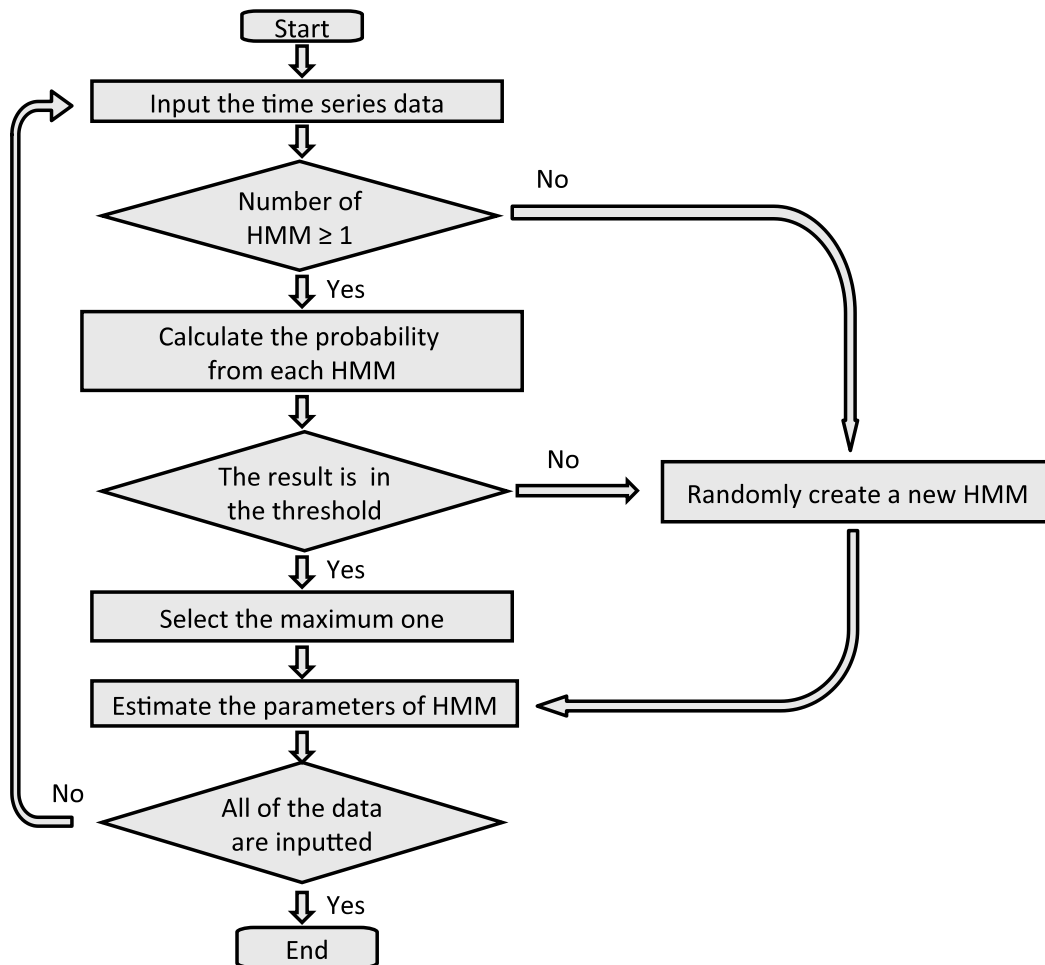 Start
Input the time series data
Number of
HMM ≥ 1
No
Yes
Calculate the probability
from each HMM
The result is in
the threshold
No
Randomly create a new HMM
Yes
Select the maximum one
Estimate the parameters of HMM
No
All of the data
are inputted
Yes
End